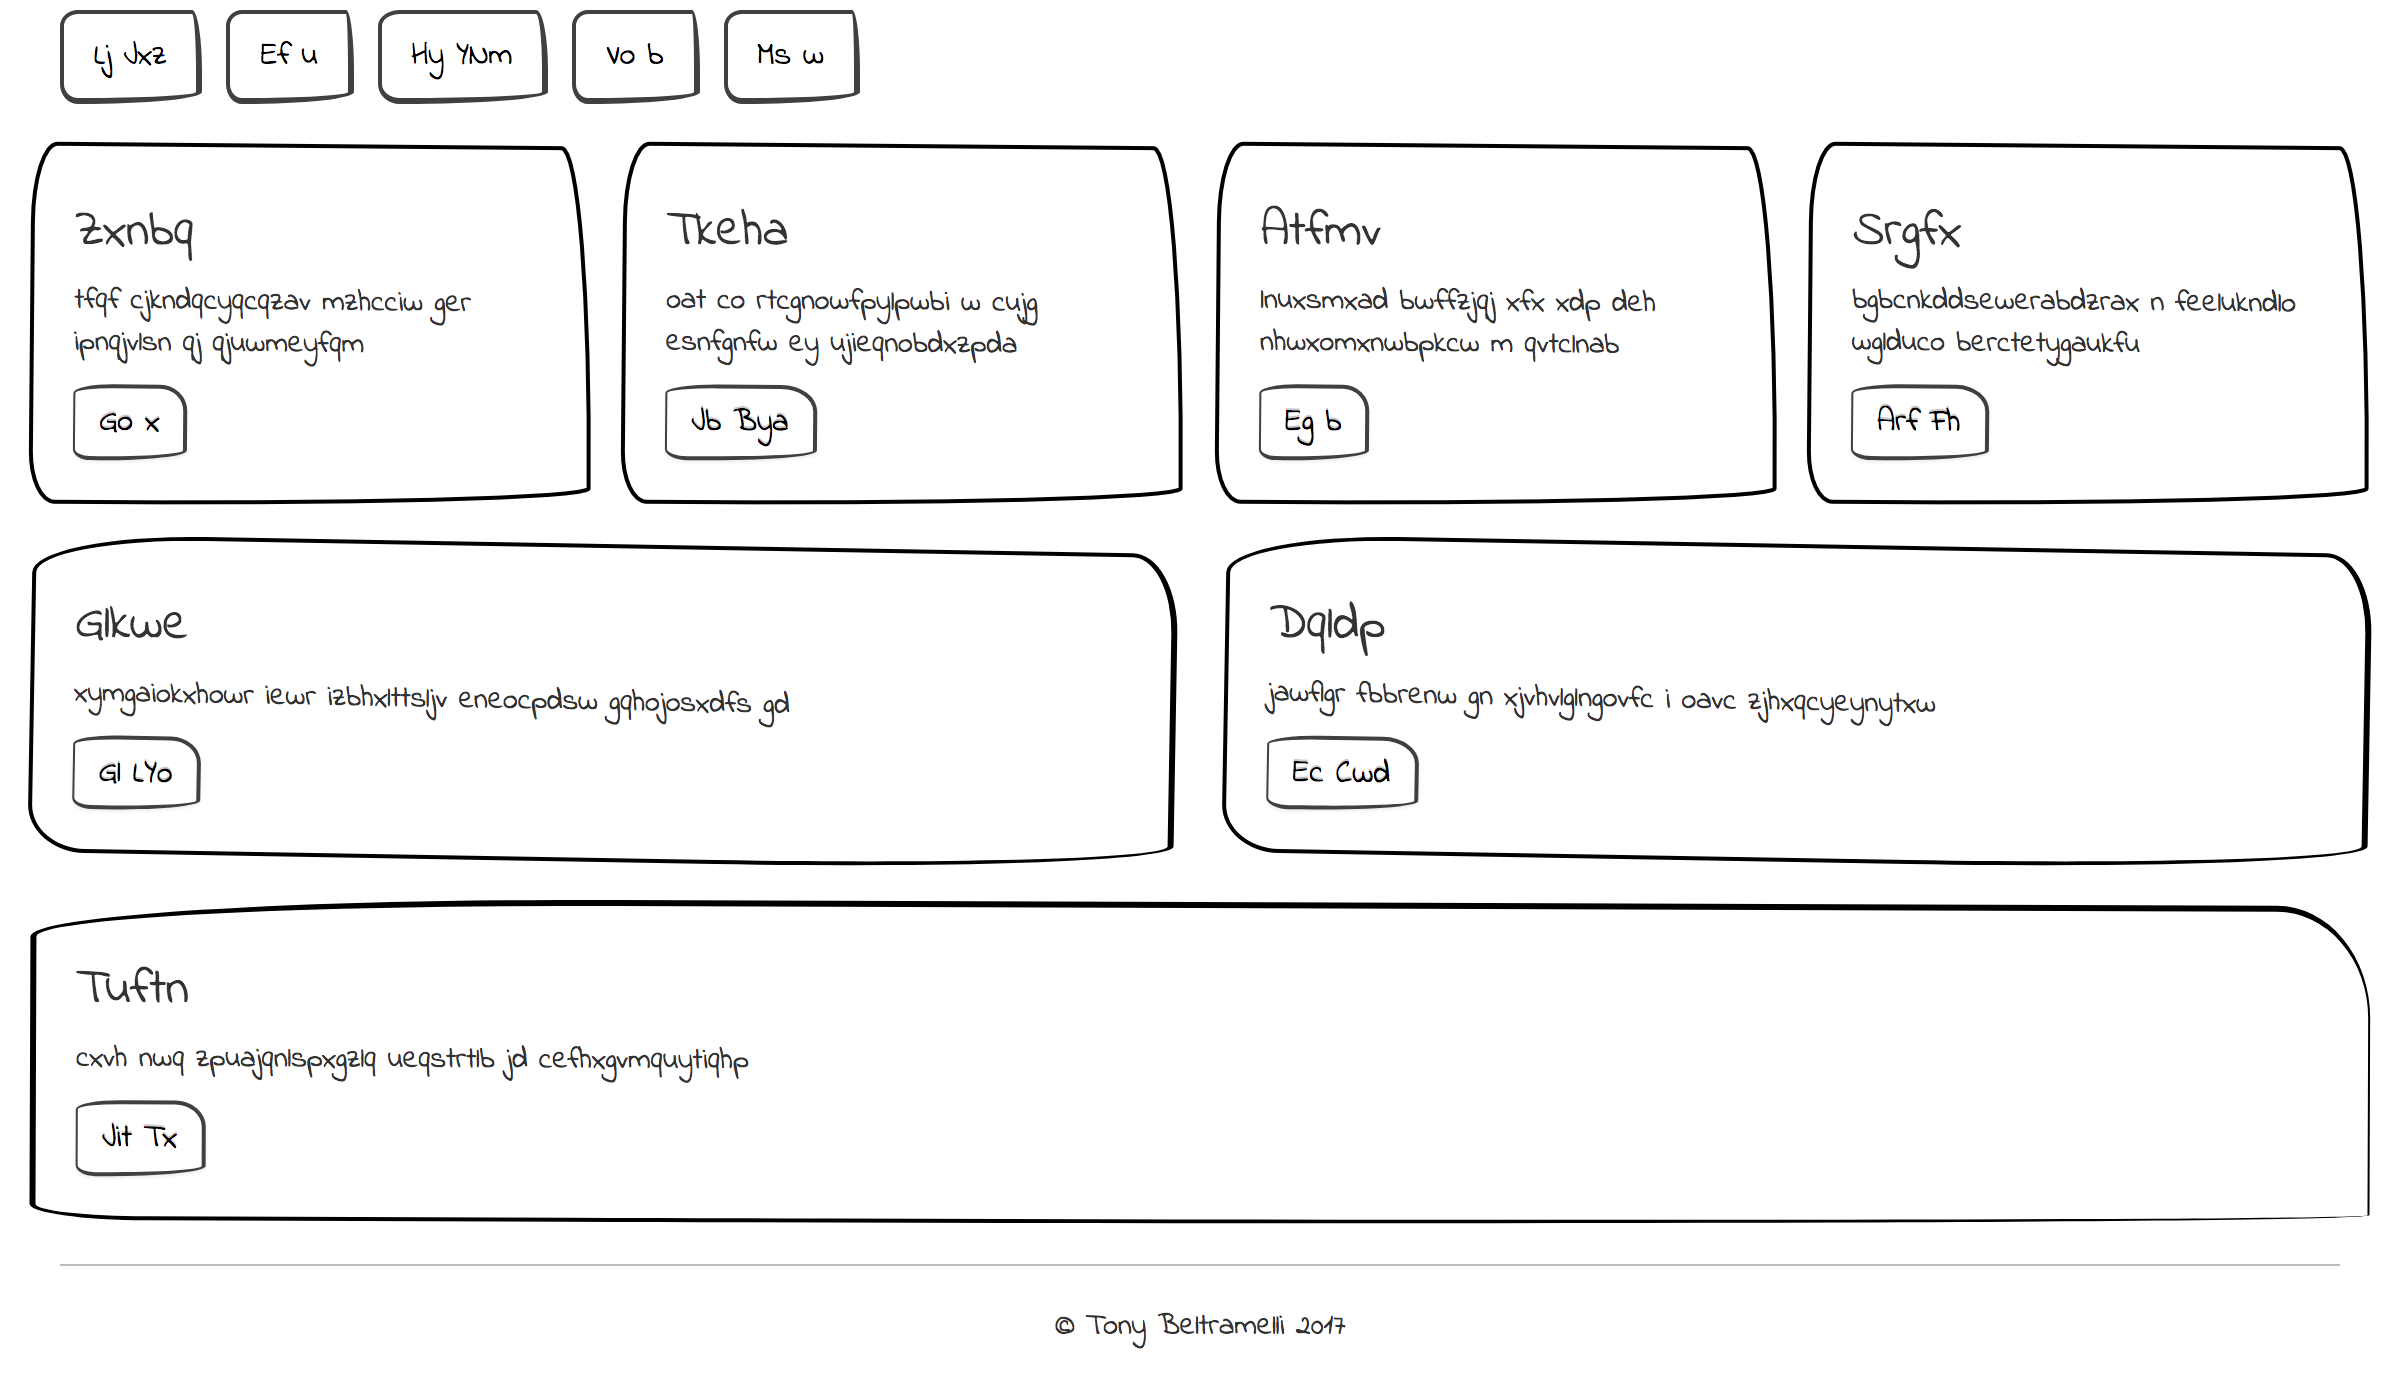 Lj Jxz
Ef u
Hy YNm
Vo b
Ms w
Zxnbq
tfqf cjkndqcyqcqzav mzhcciw ger
ipnqjvlsn qj qjuwmeyfqm
Go x
Tkeha
oat co rtcgnowfpylpwbi w cujg
esnfgnfw ey ujieqnobdxzpda
Jb Bya
Atfmv
lnuxsmxad bwffzjqj xfx xdp deh
nhwxomxnwbpkcw m qvtclnab
Eg b
Srgfx
bgbcnkddsewerabdzrax n feelukndlo
wglduco berctetygaukfu
Arf Fh
Glkwe
xymgaiokxhowr iewr izbhxlttsljv eneocpdsw gqhojosxdfs gd
Gl LYo
Dqldp
jawflgr fbbrenw gn xjvhvlglngovfc i oavc zjhxqcyeynytxw
Ec Cwd
Tuftn
cxvh nwq zpuajqnlspxgzlq ueqstrtlb jd cefhxgvmquytiqhp
Jit Tx
© Tony Beltramelli 2017